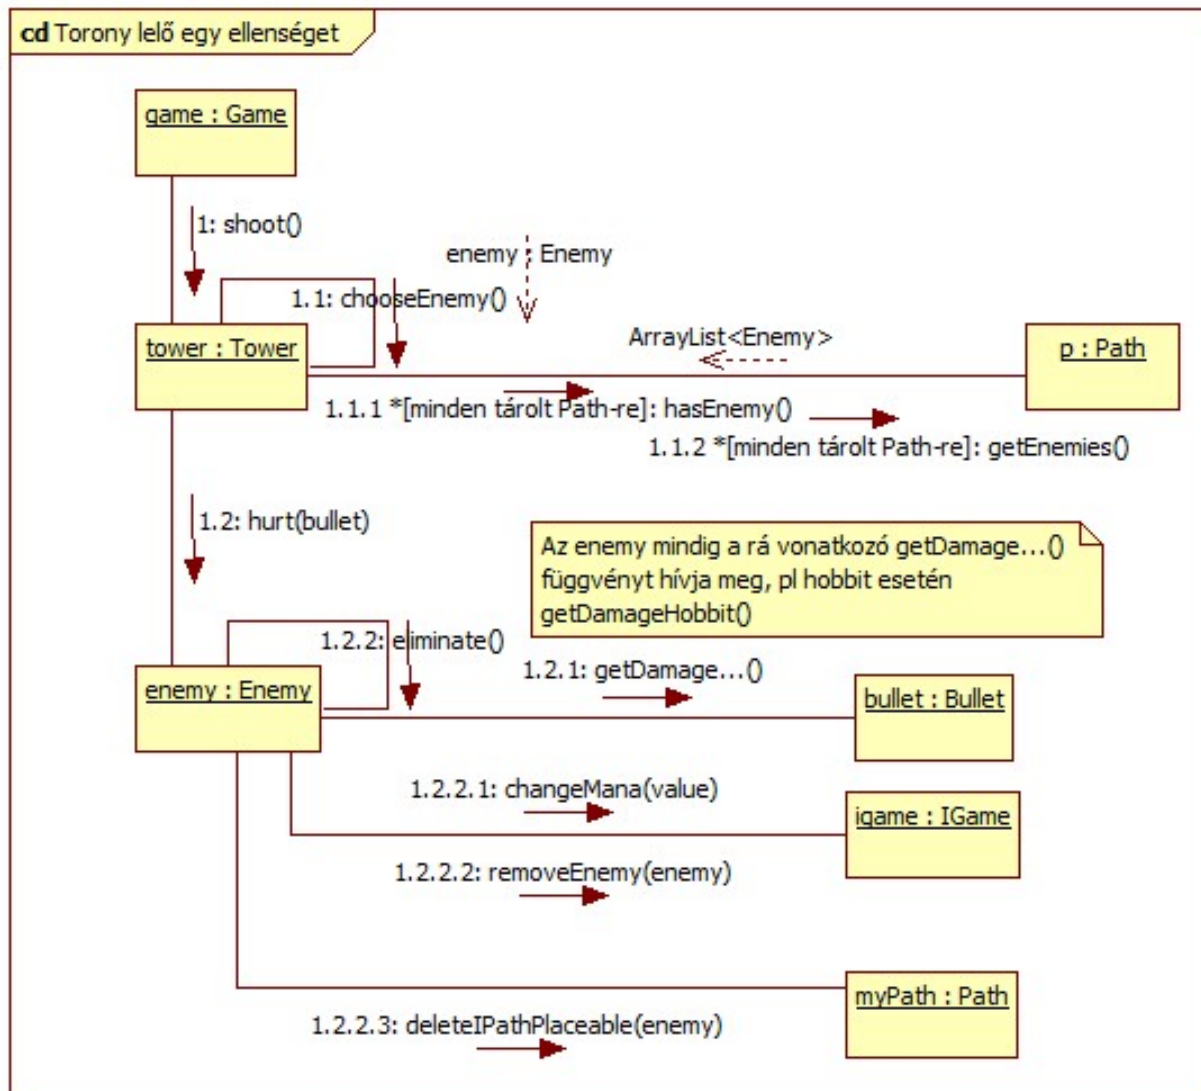 cd Torony lelő egy ellenséget
game : Game
1: shoot()
enemy : Enemy
1.1: chooseEnemy()
ArrayList<Enemy>
tower : Tower
p : Path
1.1.1 *[minden tárolt Path-re]: hasEnemy()
1.1.2 *[minden tárolt Path-re]: getEnemies()
1.2: hurt(bullet)
Az enemy mindig a rá vonatkozó getDamage...()
függvényt hívja meg, pl hobbit esetén
getDamageHobbit()
1.2.2: eliminate()
1.2.1: getDamage...()
enemy : Enemy
bullet : Bullet
1.2.2.1: changeMana(value)
igame : IGame
1.2.2.2: removeEnemy(enemy)
myPath : Path
1.2.2.3: deleteIPathPlaceable(enemy)